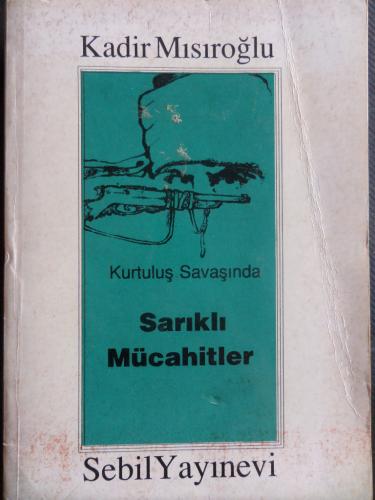 Kadir Mısıroğlu
Kurtuluş Savaşında
Sarıklı
Mücahitler
Sebil Yayınevi